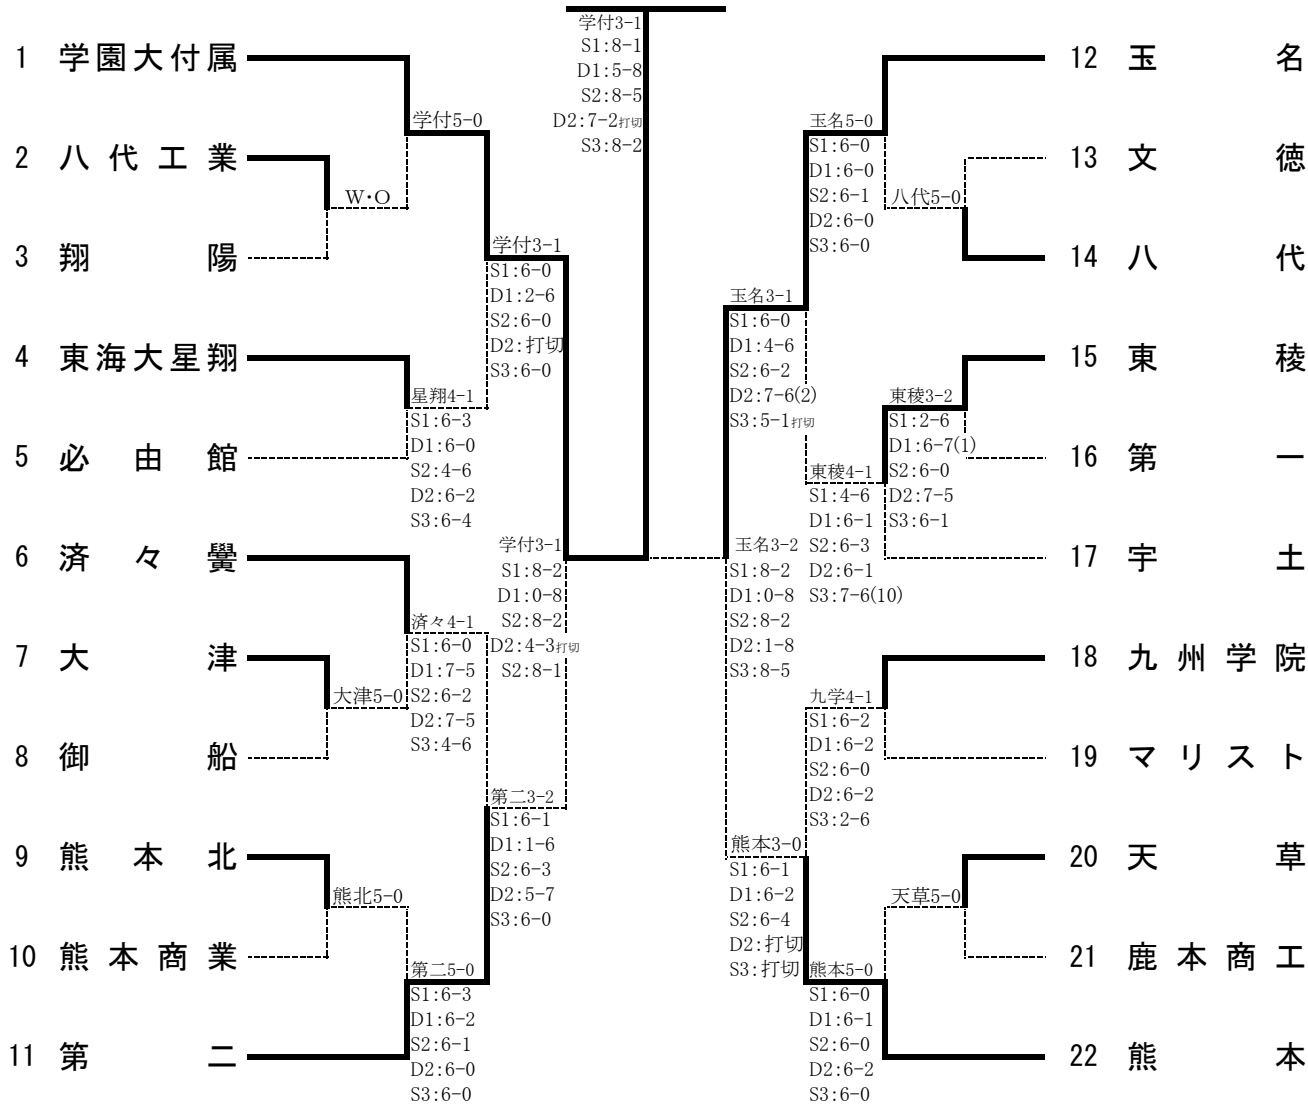 学付3-1
S1:8-1
D1:5-8
S2:8-5
D2:7-2打切
S3:8-2
1 学園大付属
2 八代工業
3 翔陽
4 東海大星翔
5 必由館
6 済々黌
7 大津
8 御船
9 熊本北
10 熊本商業
11 第二
学付5-0
W・O
学付3-1
S1:6-0
D1:2-6
S2:6-0
D2:打切
S3:6-0
星翔4-1
S1:6-3
D1:6-0
S2:4-6
D2:6-2
S3:6-4
学付3-1
S1:8-2
D1:0-8
S2:8-2
D2:4-3打切
S2:8-1
済々4-1
S1:6-0
D1:7-5
S2:6-2
D2:7-5
S3:4-6
大津5-0
第二3-2
S1:6-1
D1:1-6
S2:6-3
D2:5-7
S3:6-0
熊北5-0
第二5-0
S1:6-3
D1:6-2
S2:6-1
D2:6-0
S3:6-0
玉名5-0
S1:6-0
D1:6-0
S2:6-1
D2:6-0
S3:6-0
八代5-0
玉名3-1
S1:6-0
D1:4-6
S2:6-2
D2:7-6(2)
S3:5-1打切
東稜3-2
S1:2-6
D1:6-7(1)
S2:6-0
D2:7-5
S3:6-1
東稜4-1
S1:4-6
D1:6-1
S2:6-3
D2:6-1
S3:7-6(10)
玉名3-2
S1:8-2
D1:0-8
S2:8-2
D2:1-8
S3:8-5
九学4-1
S1:6-2
D1:6-2
S2:6-0
D2:6-2
S3:2-6
熊本3-0
S1:6-1
D1:6-2
S2:6-4
D2:打切
S3:打切
天草5-0
熊本5-0
S1:6-0
D1:6-1
S2:6-0
D2:6-2
S3:6-0
12 玉名
13 文徳
14 八代
15 東稜
16 第一
17 宇土
18 九州学院
19 マリスト
20 天草
21 鹿本商工
22 熊本